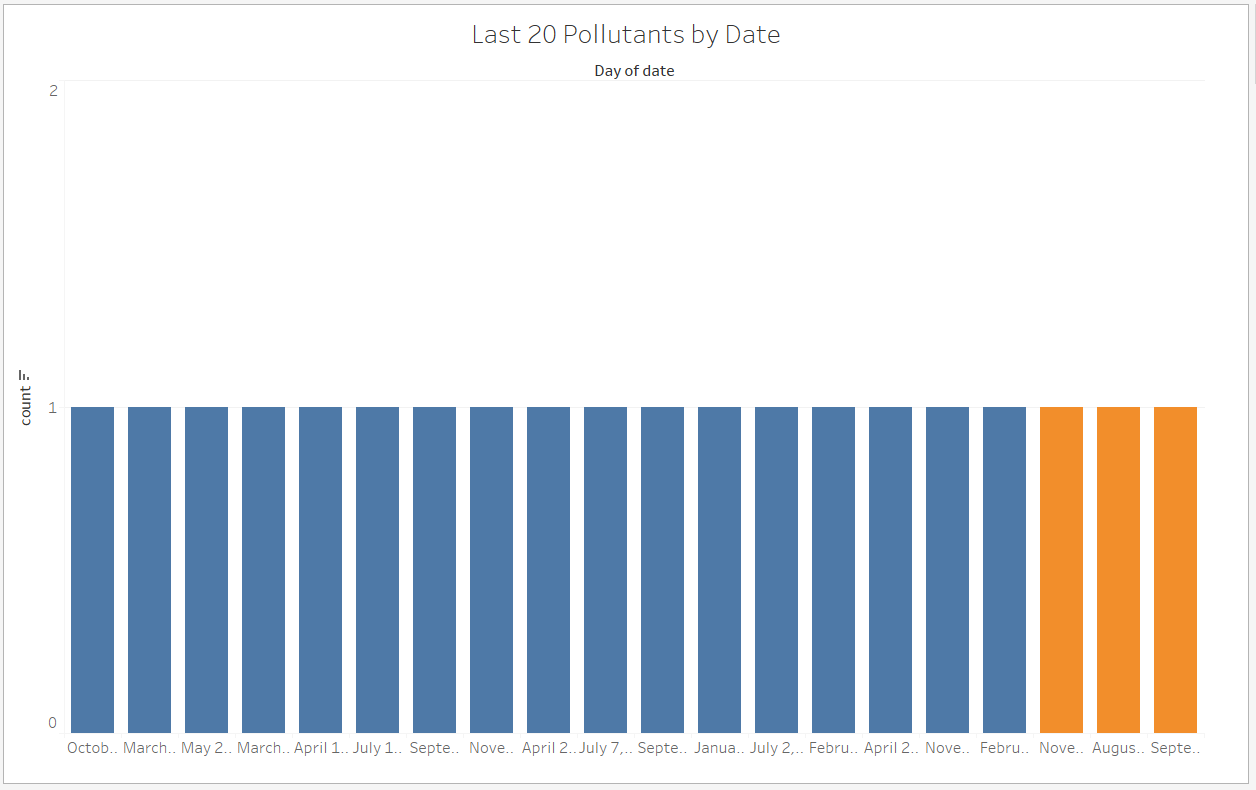 Last 20 Pollutants by Date
Day of date
2
count
1
0
Octob.. March.. May 2.. March.. April 1.. July 1.. Septe.. Nove.. April 2.. July 7,.. Septe.. Janua.. July 2,.. Febru.. April 2.. Nove.. Febru.. Nove.. Augus.. Septe..